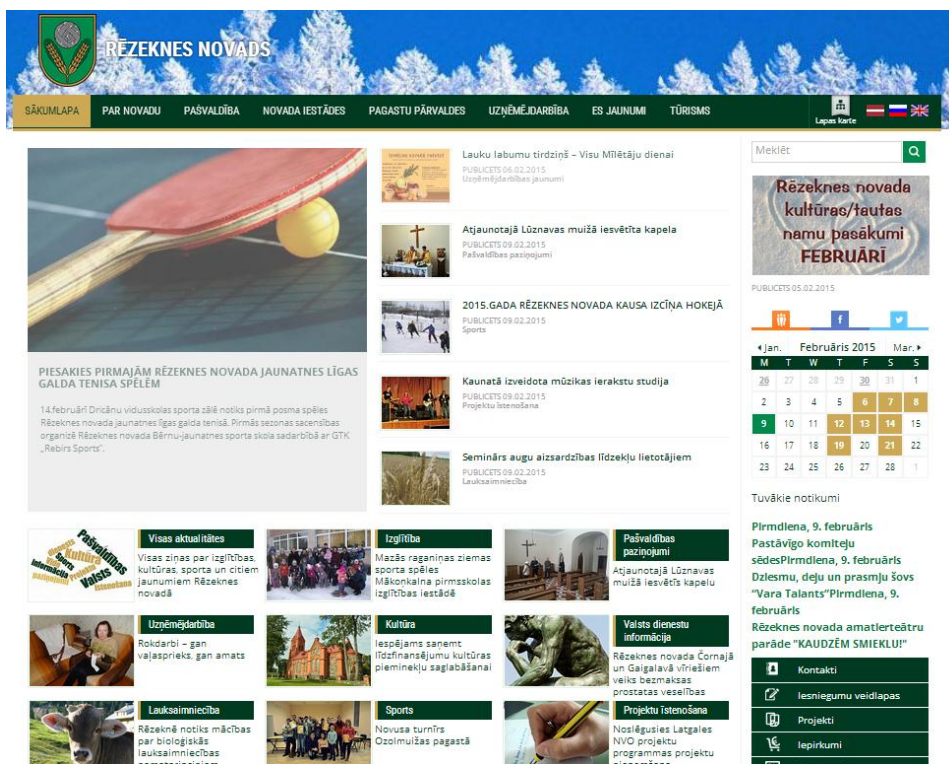 RĒZEKNES NOVADS
SĀKUMLAPA PAR NOVADU PAŠVALDĪBA NOVADA IESTĀDES PAGASTU PĀRVALDES UZŅĒMĒJDARBĪBA ES JAUNUMI TŪRISMS
Lapas karte
PIESAKIES PIRMAJĀM RĒZEKNES NOVADA JAUNATNES LĪGAS
GALDA TENISA SPĒLĒM
14.februārī Dricānu vidusskolas sporta zālē notiks pirmā posma spēles
Rēzeknes novada jaunatnes līgas galda tenisā. Pirmās sezonas sacensības
organizē Rēzeknes novada Bērnu-jaunatnes sporta skola sadarbībā ar GTK
„Rebirs Sports”.
Lauku labumu tirdziņš – Visu Mīlētāju dienai
PUBLICĒTS 06.02.2015
Uzņēmējdarbības jaunumi
Atjaunotajā Lūznavas muižā iesvētīta kapela
PUBLICĒTS 09.02.2015
Pašvaldības paziņojumi
2015.GADA RĒZEKNES NOVADA KAUSA IZCĪŅA HOKEJĀ
PUBLICĒTS 09.02.2015
Sports
Kaunatā izveidota mūzikas ierakstu studija
PUBLICĒTS 09.02.2015
Projektu īstenošana
Seminārs augu aizsardzības līdzekļu lietotājiem
PUBLICĒTS 09.02.2015
Lauksaimniecība
Meklēt
Rēzeknes novada
kultūras/tautas
namu pasākumi
FEBRUĀRĪ
PUBLICĒTS 05.02.2015
Jan. Februāris 2015 Mar.
M T W T F S S
26 27 28 29 30 31 1
2 3 4 5 6 7 8
9 10 11 12 13 14 15
16 17 18 19 20 21 22
23 24 25 26 27 28 1
Tuvākie notikumi
Pirmdiena, 9. februāris
Pastāvīgo komiteju
sēdesPirmdiena, 9. februāris
Dziesmu, deju un prasmju šovs
"Vara Talants"Pirmdiena, 9.
februāris
Rēzeknes novada amatierteātru
parāde "KAUDZĒM SMIEKLU!"
Kontakti
Iesniegumu veidlapas
Projekti
Iepirkumi
Pašvaldības
Kultūra
Sports
Informācija
Projekti
Valsts
dienests
paziņojumi
īstenošana
Visas aktualitātes
Visas ziņas par izglītības,
kultūras, sporta un citiem
jaunumiem Rēzeknes
novadā
Izglītība
Mazās raganiņas ziemas
sporta spēles
Mākoņkalna pirmsskolas
izglītības iestādē
Pašvaldības
paziņojumi
Atjaunotajā Lūznavas
muižā iesvētīs kapelu
Uzņēmējdarbība
Rokdarbi – gan
vaļasprieks, gan amats
Kultūra
Iespējams saņemt
līdzfinansējumu kultūras
pieminekļu saglabāšanai
Valsts dienestu
informācija
Rēzeknes novada Čornajā
un Gaigalavā vīriešiem
veiks bezmaksas
prostatas veselības
Lauksaimniecība
Rēzeknē notiks mācības
par bioloģiskās
lauksaimniecības
Sports
Novusa turnīrs
Ozolmuižas pagastā
Projektu īstenošana
Noslēgusies Latgales
NVO projektu
programmas projektu